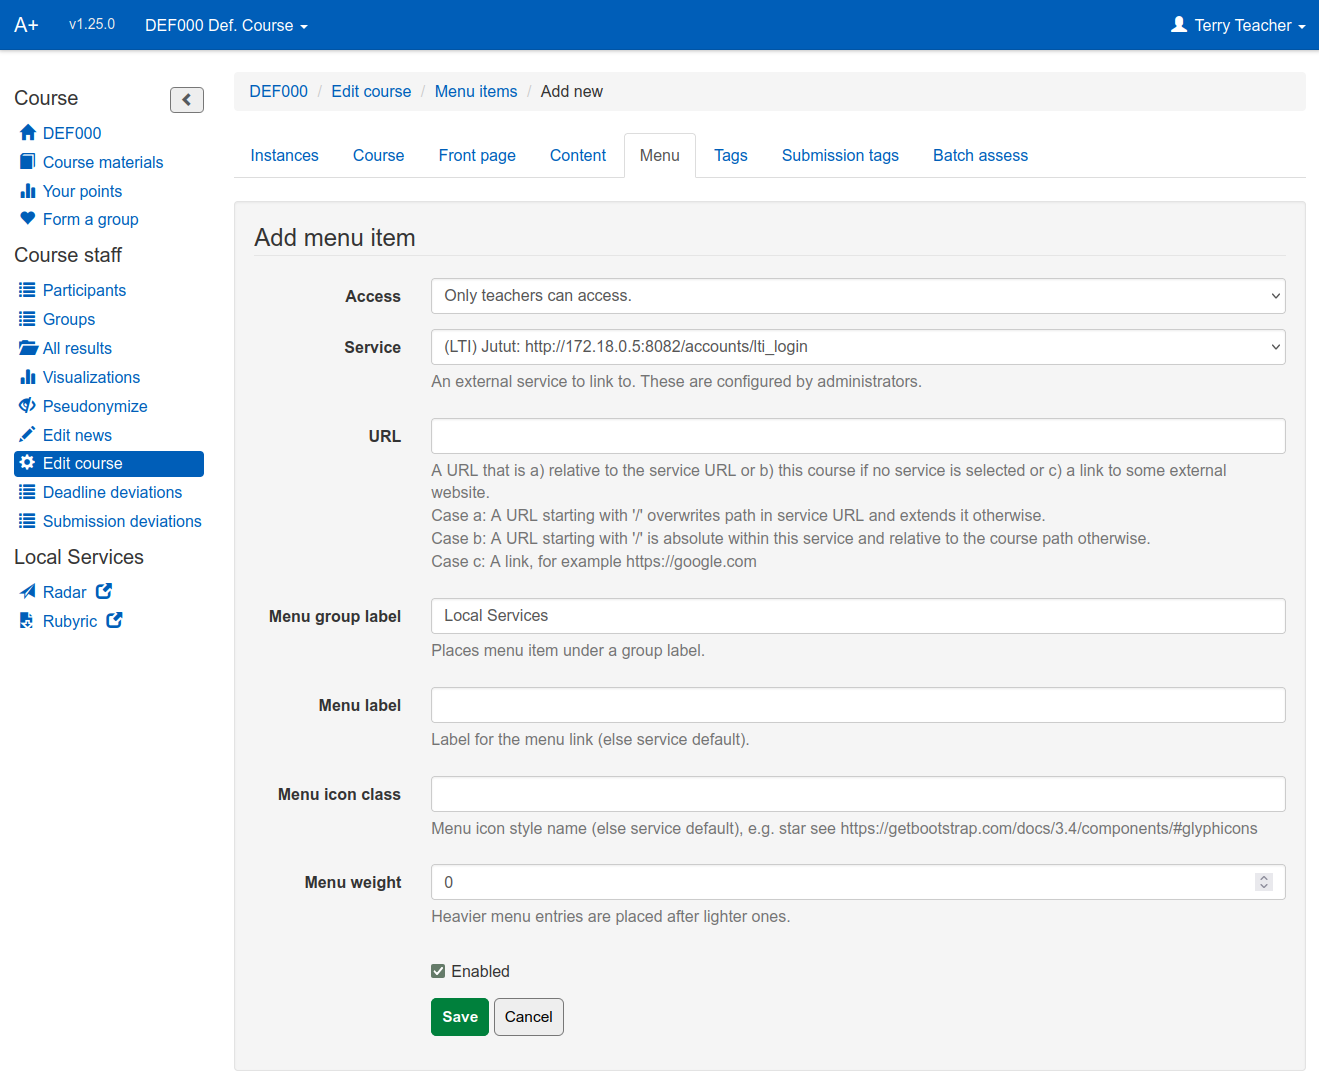 A+ v1.25.0 DEF000 Def. Course Terry Teacher
Course
DEF000
Course materials
Your points
Form a group
Course staff
Participants
Groups
All results
Visualizations
Pseudonymize
Edit news
Edit course
Deadline deviations
Submission deviations
Local Services
Radar
Rubyric
DEF000 / Edit course / Menu items / Add new
Instances Course Front page Content Menu Tags Submission tags Batch assess
Add menu item
Access Only teachers can access.
Service (LTI) Jutut: http://172.18.0.5:8082/accounts/lti_login
An external service to link to. These are configured by administrators.
URL
A URL that is a) relative to the service URL or b) this course if no service is selected or c) a link to some external
website.
Case a: A URL starting with '/' overwrites path in service URL and extends it otherwise.
Case b: A URL starting with '/' is absolute within this service and relative to the course path otherwise.
Case c: A link, for example https://google.com
Menu group label Local Services
Places menu item under a group label.
Menu label
Label for the menu link (else service default).
Menu icon class
Menu icon style name (else service default), e.g. star see https://getbootstrap.com/docs/3.4/components/#glyphicons
Menu weight 0
Heavier menu entries are placed after lighter ones.
Enabled
Save Cancel